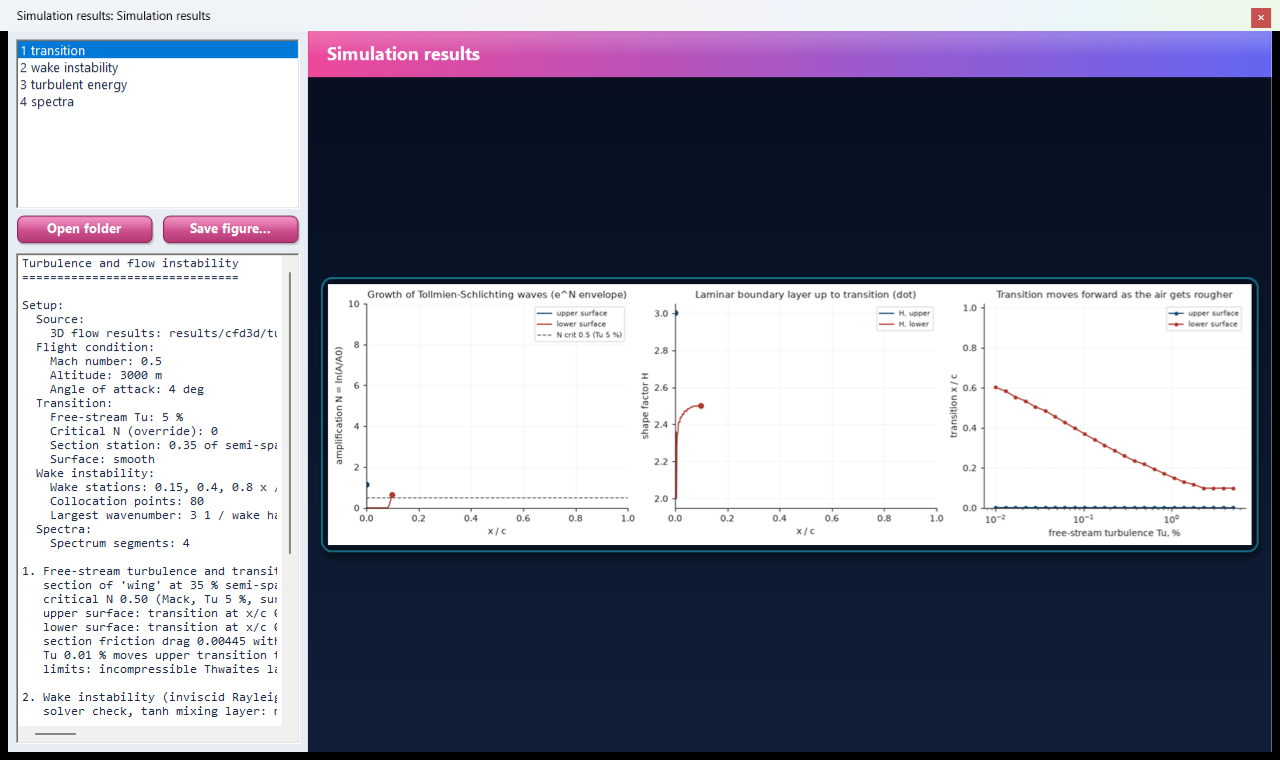 Simulation results: Simulation results
1 transition
2 wake instability
3 turbulent energy
4 spectra
Open folder
Save figure...
Turbulence and flow instability
===============================
Setup:
Source:
3D flow results: results/cfd3d/tu
Flight condition:
Mach number: 0.5
Altitude: 3000 m
Angle of attack: 4 deg
Transition:
Free-stream Tu: 5 %
Critical N (override): 0
Section station: 0.35 of semi-spa
Surface: smooth
Wake instability:
Wake stations: 0.15, 0.4, 0.8 x /
Collocation points: 80
Largest wavenumber: 3 1 / wake ha
Spectra:
Spectrum segments: 4
1. Free-stream turbulence and transit
section of 'wing' at 35 % semi-spa
critical N 0.50 (Mack, Tu 5 %, sur
upper surface: transition at x/c 0
lower surface: transition at x/c 0
section friction drag 0.00445 with
Tu 0.01 % moves upper transition t
limits: incompressible Thwaites la
2. Wake instability (inviscid Rayleig
solver check, tanh mixing layer: m
Simulation results
Growth of Tollmien-Schlichting waves (e^N envelope)
upper surface
lower surface
N crit 0.5 (Tu 5 %)
amplification N = ln(A/A0)
10
8
6
4
2
0
0.0 0.2 0.4 0.6 0.8 1.0
x / c
Laminar boundary layer up to transition (dot)
H, upper
H, lower
shape factor H
3.0
2.8
2.6
2.4
2.2
2.0
0.0 0.2 0.4 0.6 0.8 1.0
x / c
Transition moves forward as the air gets rougher
upper surface
lower surface
transition x / c
1.0
0.8
0.6
0.4
0.2
0.0
10⁻² 10⁻¹ 10⁰
free-stream turbulence Tu, %